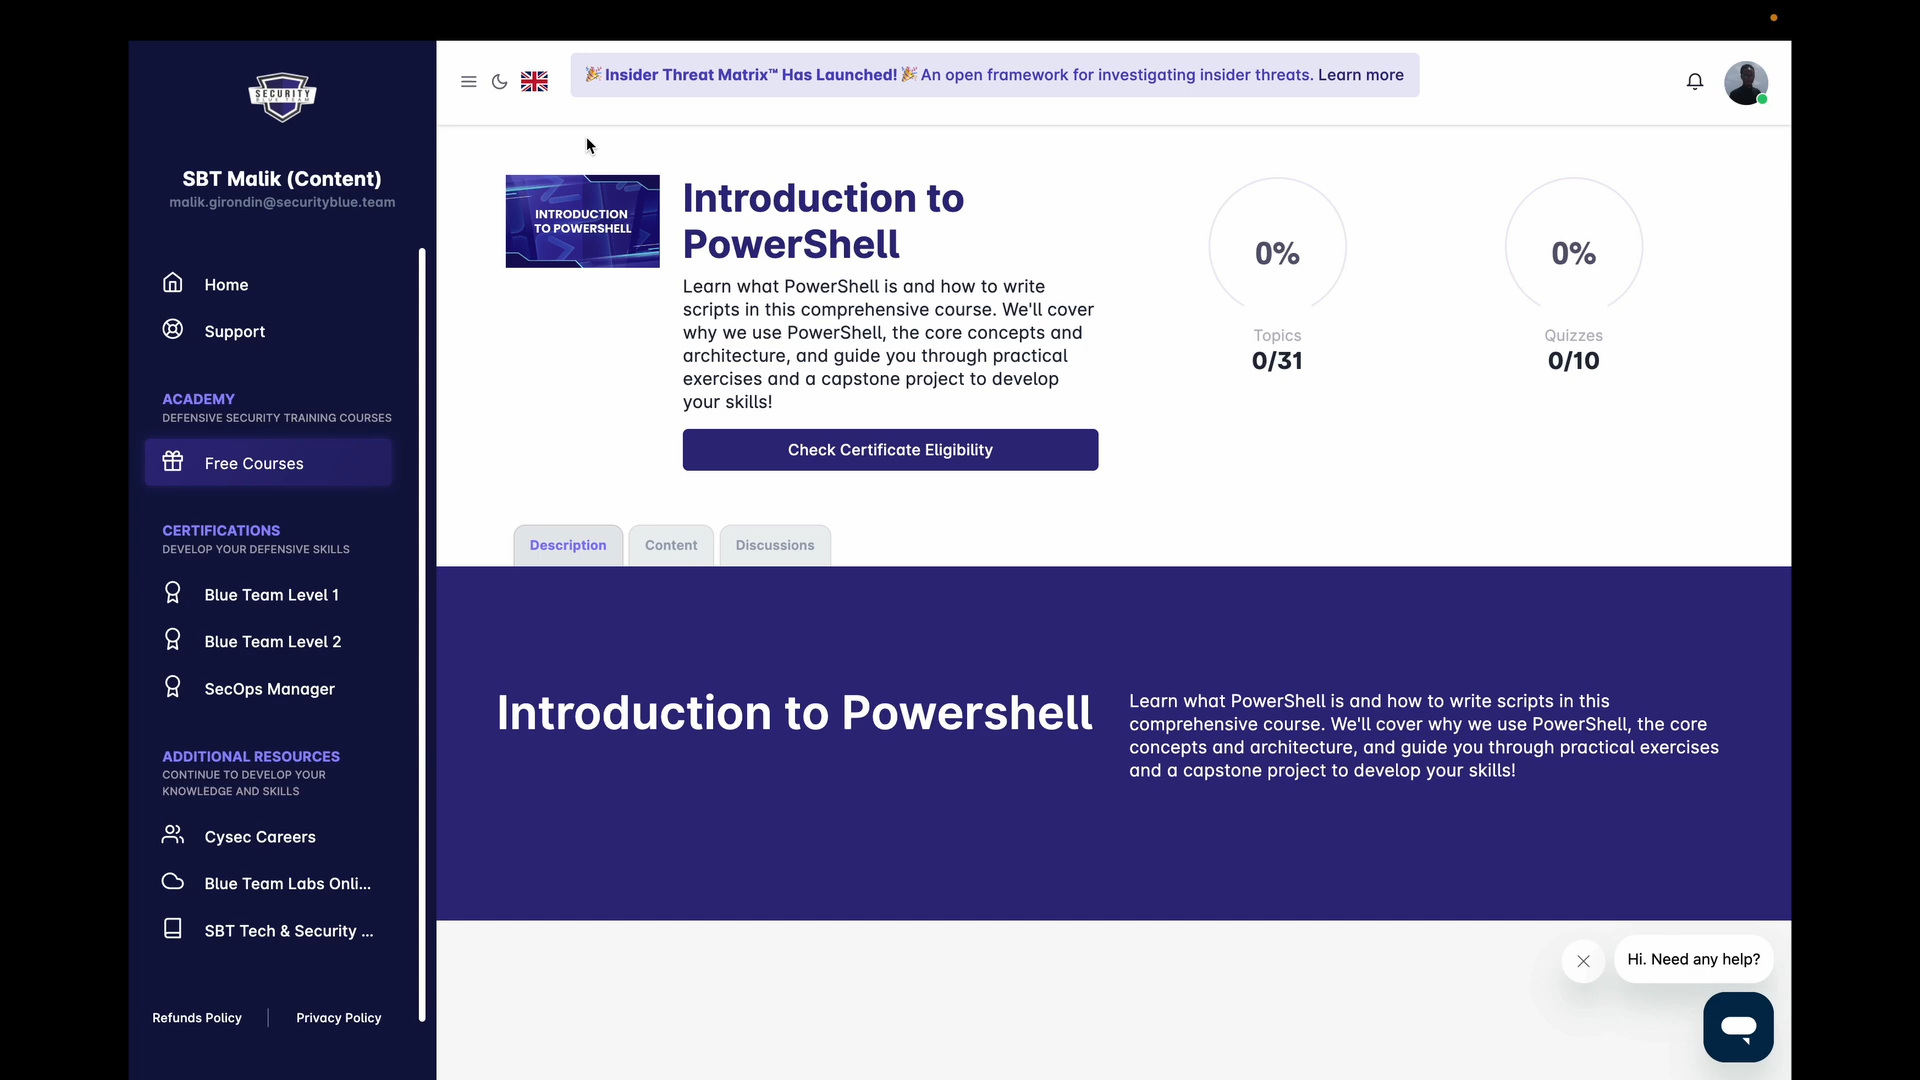 SECURITY
BLUE TEAM
SBT Malik (Content)
malik.girondin@securityblue.team
Home
Support
ACADEMY
DEFENSIVE SECURITY TRAINING COURSES
Free Courses
CERTIFICATIONS
DEVELOP YOUR DEFENSIVE SKILLS
Blue Team Level 1
Blue Team Level 2
SecOps Manager
ADDITIONAL RESOURCES
CONTINUE TO DEVELOP YOUR
KNOWLEDGE AND SKILLS
Cysec Careers
Blue Team Labs Onli...
SBT Tech & Security ...
Refunds Policy
Privacy Policy
🎉Insider Threat Matrix™ Has Launched!🎉An open framework for investigating insider threats. Learn more
INTRODUCTION
TO POWERSHELL
Introduction to
PowerShell
Learn what PowerShell is and how to write
scripts in this comprehensive course. We'll cover
why we use PowerShell, the core concepts and
architecture, and guide you through practical
exercises and a capstone project to develop
your skills!
Check Certificate Eligibility
0%
Topics
0/31
0%
Quizzes
0/10
Description
Content
Discussions
Introduction to Powershell
Learn what PowerShell is and how to write scripts in this
comprehensive course. We'll cover why we use PowerShell, the core
concepts and architecture, and guide you through practical exercises
and a capstone project to develop your skills!
Hi. Need any help?